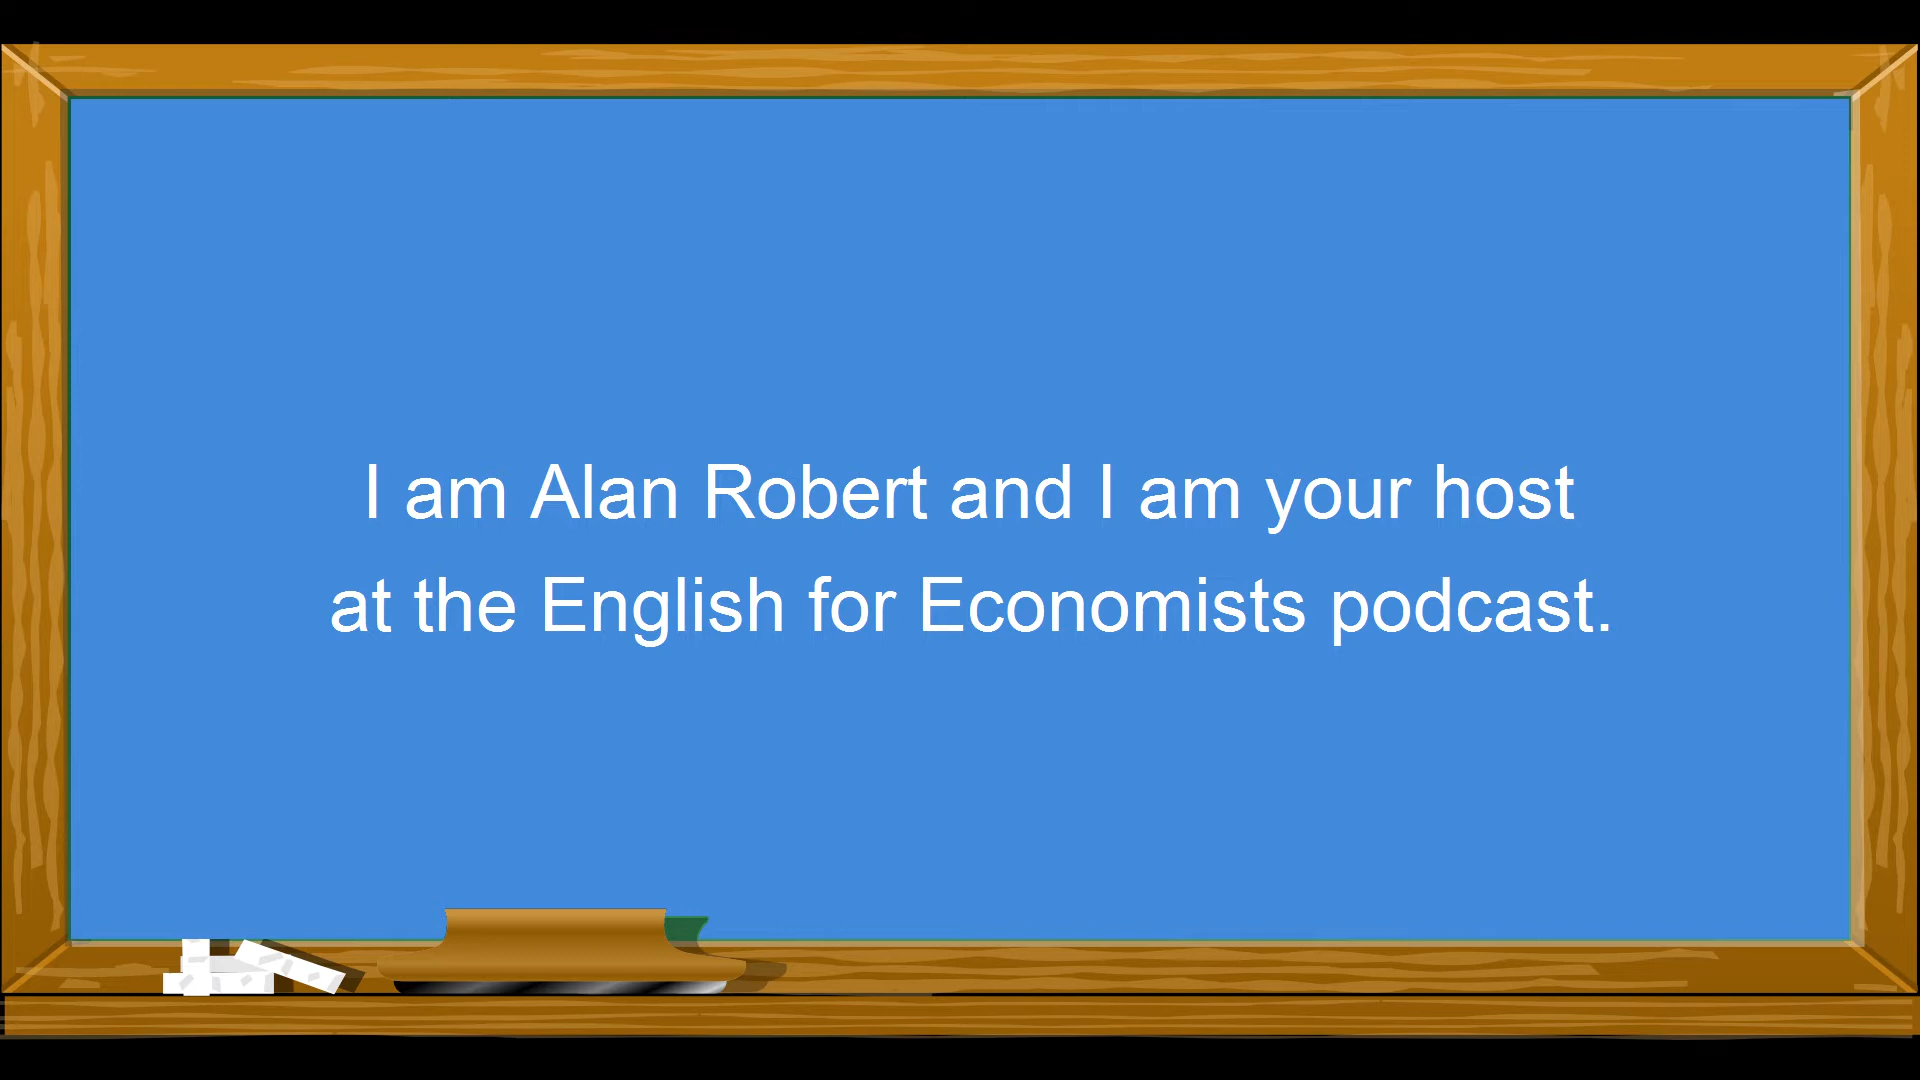 I am Alan Robert and I am your host
at the English for Economists podcast.